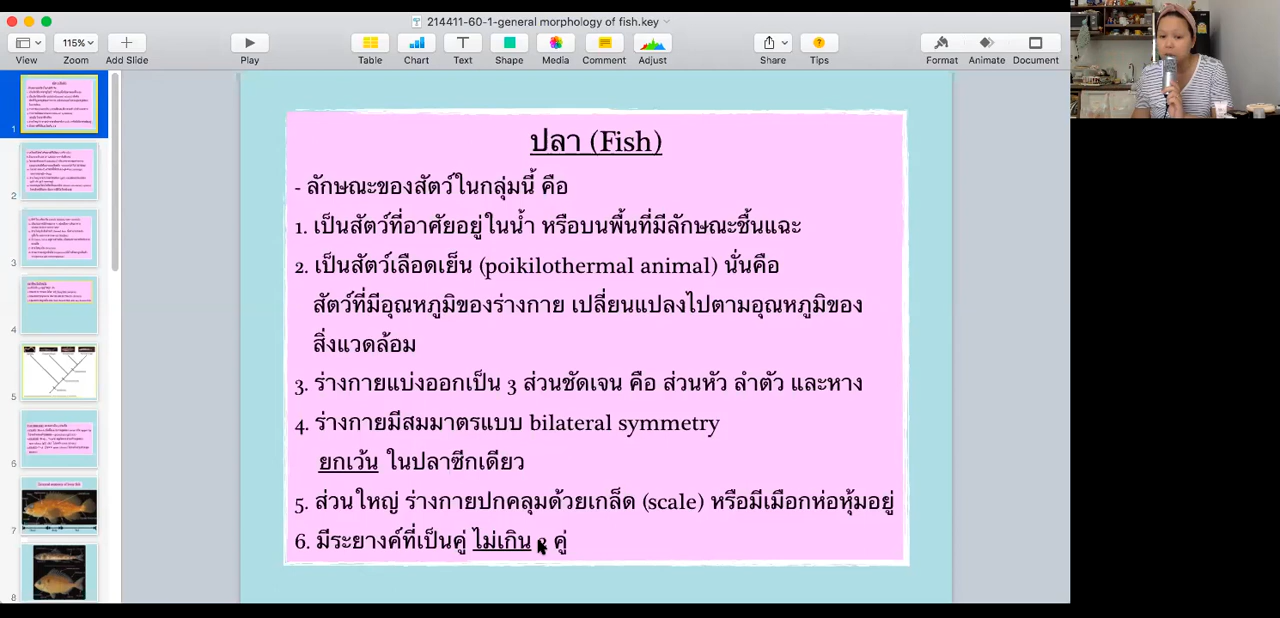 214411-60-1-general morphology of fish.key
115%
View
Zoom
Add Slide
Play
Table
Chart
Text
Shape
Media
Comment
Adjust
Share
Tips
Format
Animate
Document
ปลา (Fish)
- ลักษณะของสัตว์ในกลุ่มนี้ คือ
1. เป็นสัตว์ที่อาศัยอยู่ในน้ำ หรือบนพื้นที่มีลักษณะชื้นแฉะ
2. เป็นสัตว์เลือดเย็น (poikilothermal animal) นั่นคือ
สัตว์ที่มีอุณหภูมิของร่างกาย เปลี่ยนแปลงไปตามอุณหภูมิของ
สิ่งแวดล้อม
3. ร่างกายแบ่งออกเป็น 3 ส่วนชัดเจน คือ ส่วนหัว ลำตัว และหาง
4. ร่างกายมีสมมาตรแบบ bilateral symmetry
ยกเว้น ในปลาซีกเดียว
5. ส่วนใหญ่ ร่างกายปกคลุมด้วยเกล็ด (scale) หรือมีเมือกห่อหุ้มอยู่
6. มีระยางค์ที่เป็นคู่ ไม่เกิน คู่
1
2
3
4
5
6
7
8